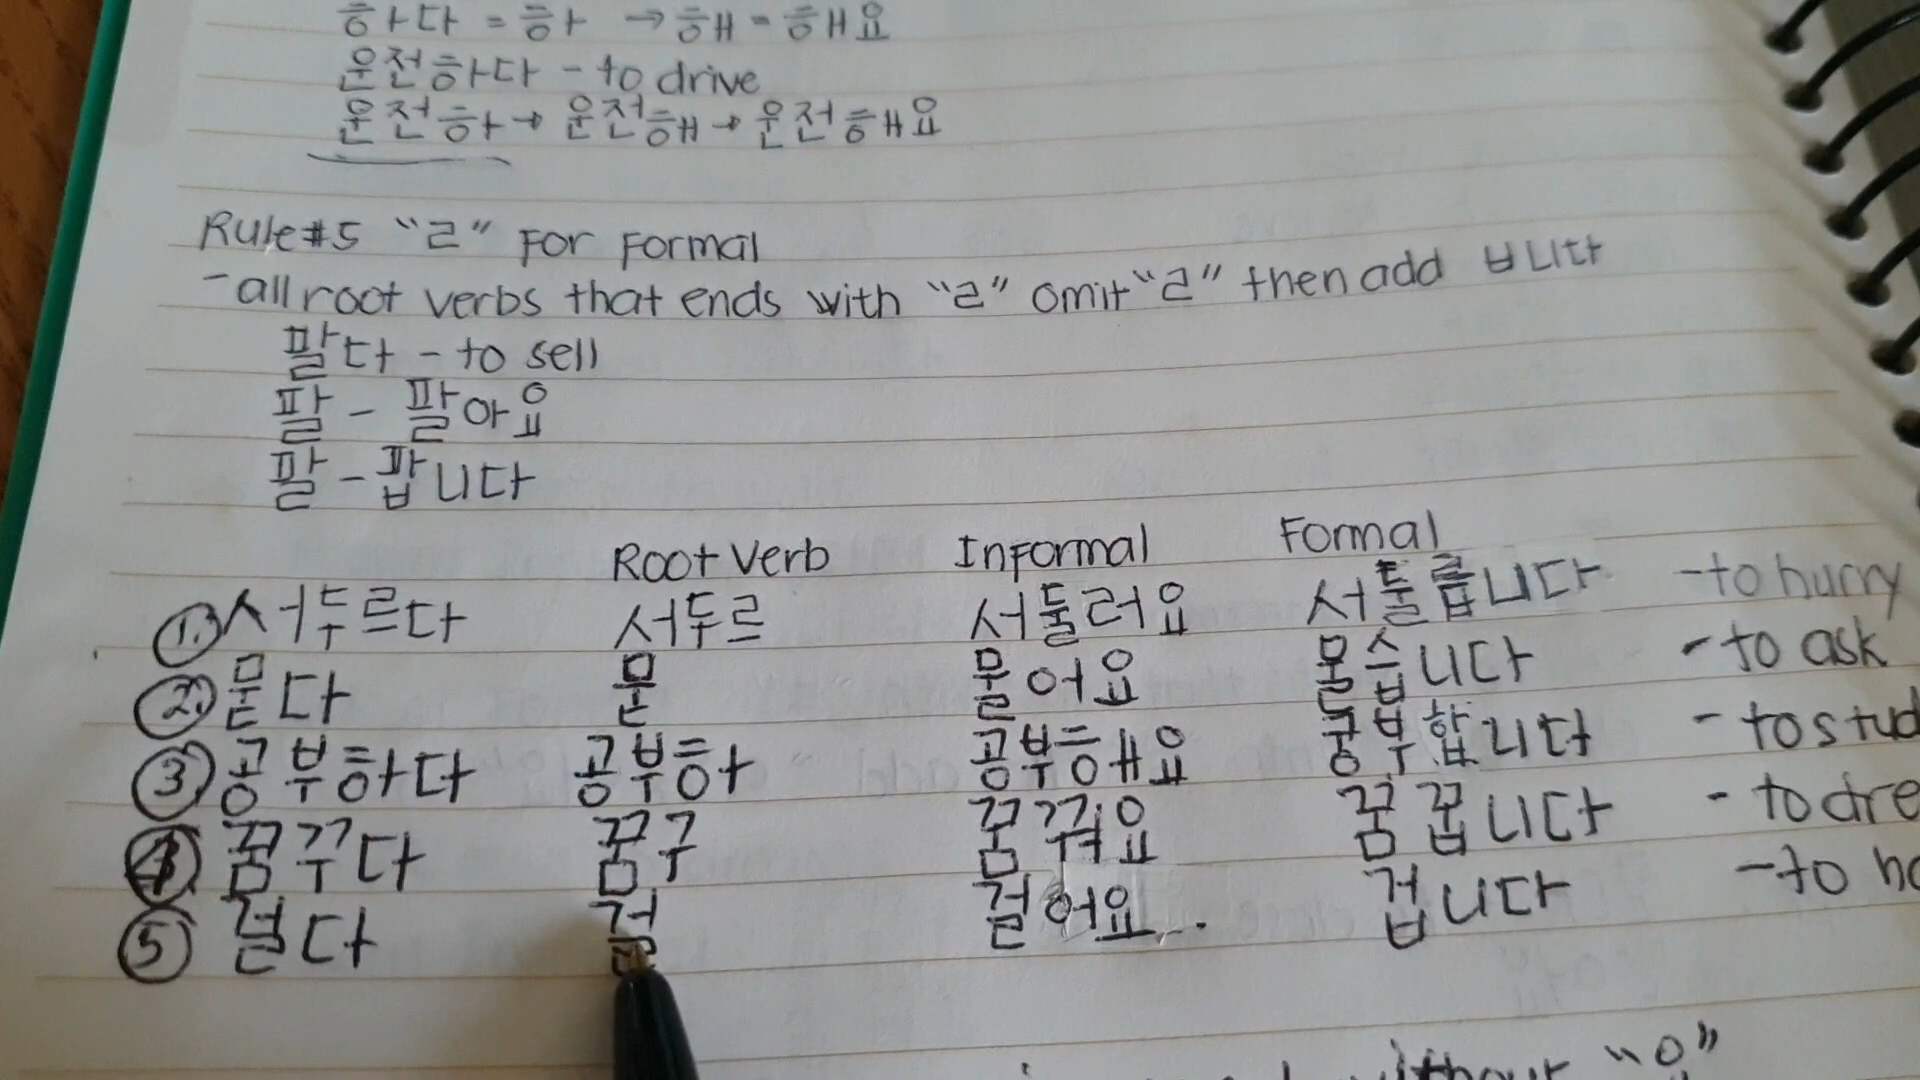 하다 = 하 → 해 - 해요
운전하다 - to drive
운전하 → 운전해 → 운전해요
Rule#5 "ㄹ" For Formal
- all root verbs that ends with "ㄹ" omit "ㄹ" then add ㅂ니다
팔다 - to sell
팔 - 팔아요
팔 - 팝니다
Root Verb Informal Formal
1. 서두르다 서두르 서둘러요 서둘릅니다 - to hurry
2. 묻다 묻 물어요 물습니다 - to ask
3. 공부하다 공부하 공부해요 공부합니다 - to stud
4. 꿈꾸다 꿈구 꿈꿔요 꿈꿉니다 - to dre
5 걸다 걸 걸어요. 겁니다 - to ha
without "ㅇ"